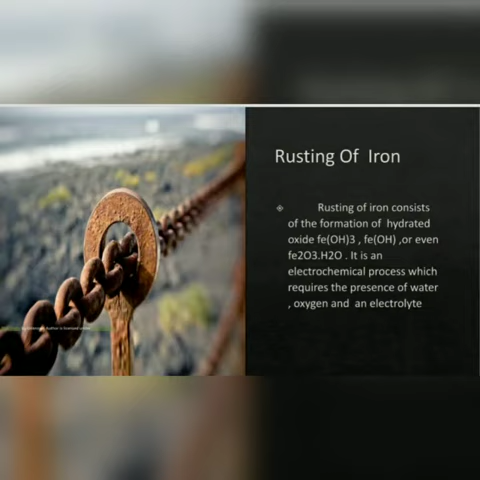 Rusting Of Iron
Rusting of iron consists
of the formation of hydrated
oxide fe(OH)3 , fe(OH) ,or even
fe2O3.H2O . It is an
electrochemical process which
requires the presence of water
, oxygen and an electrolyte